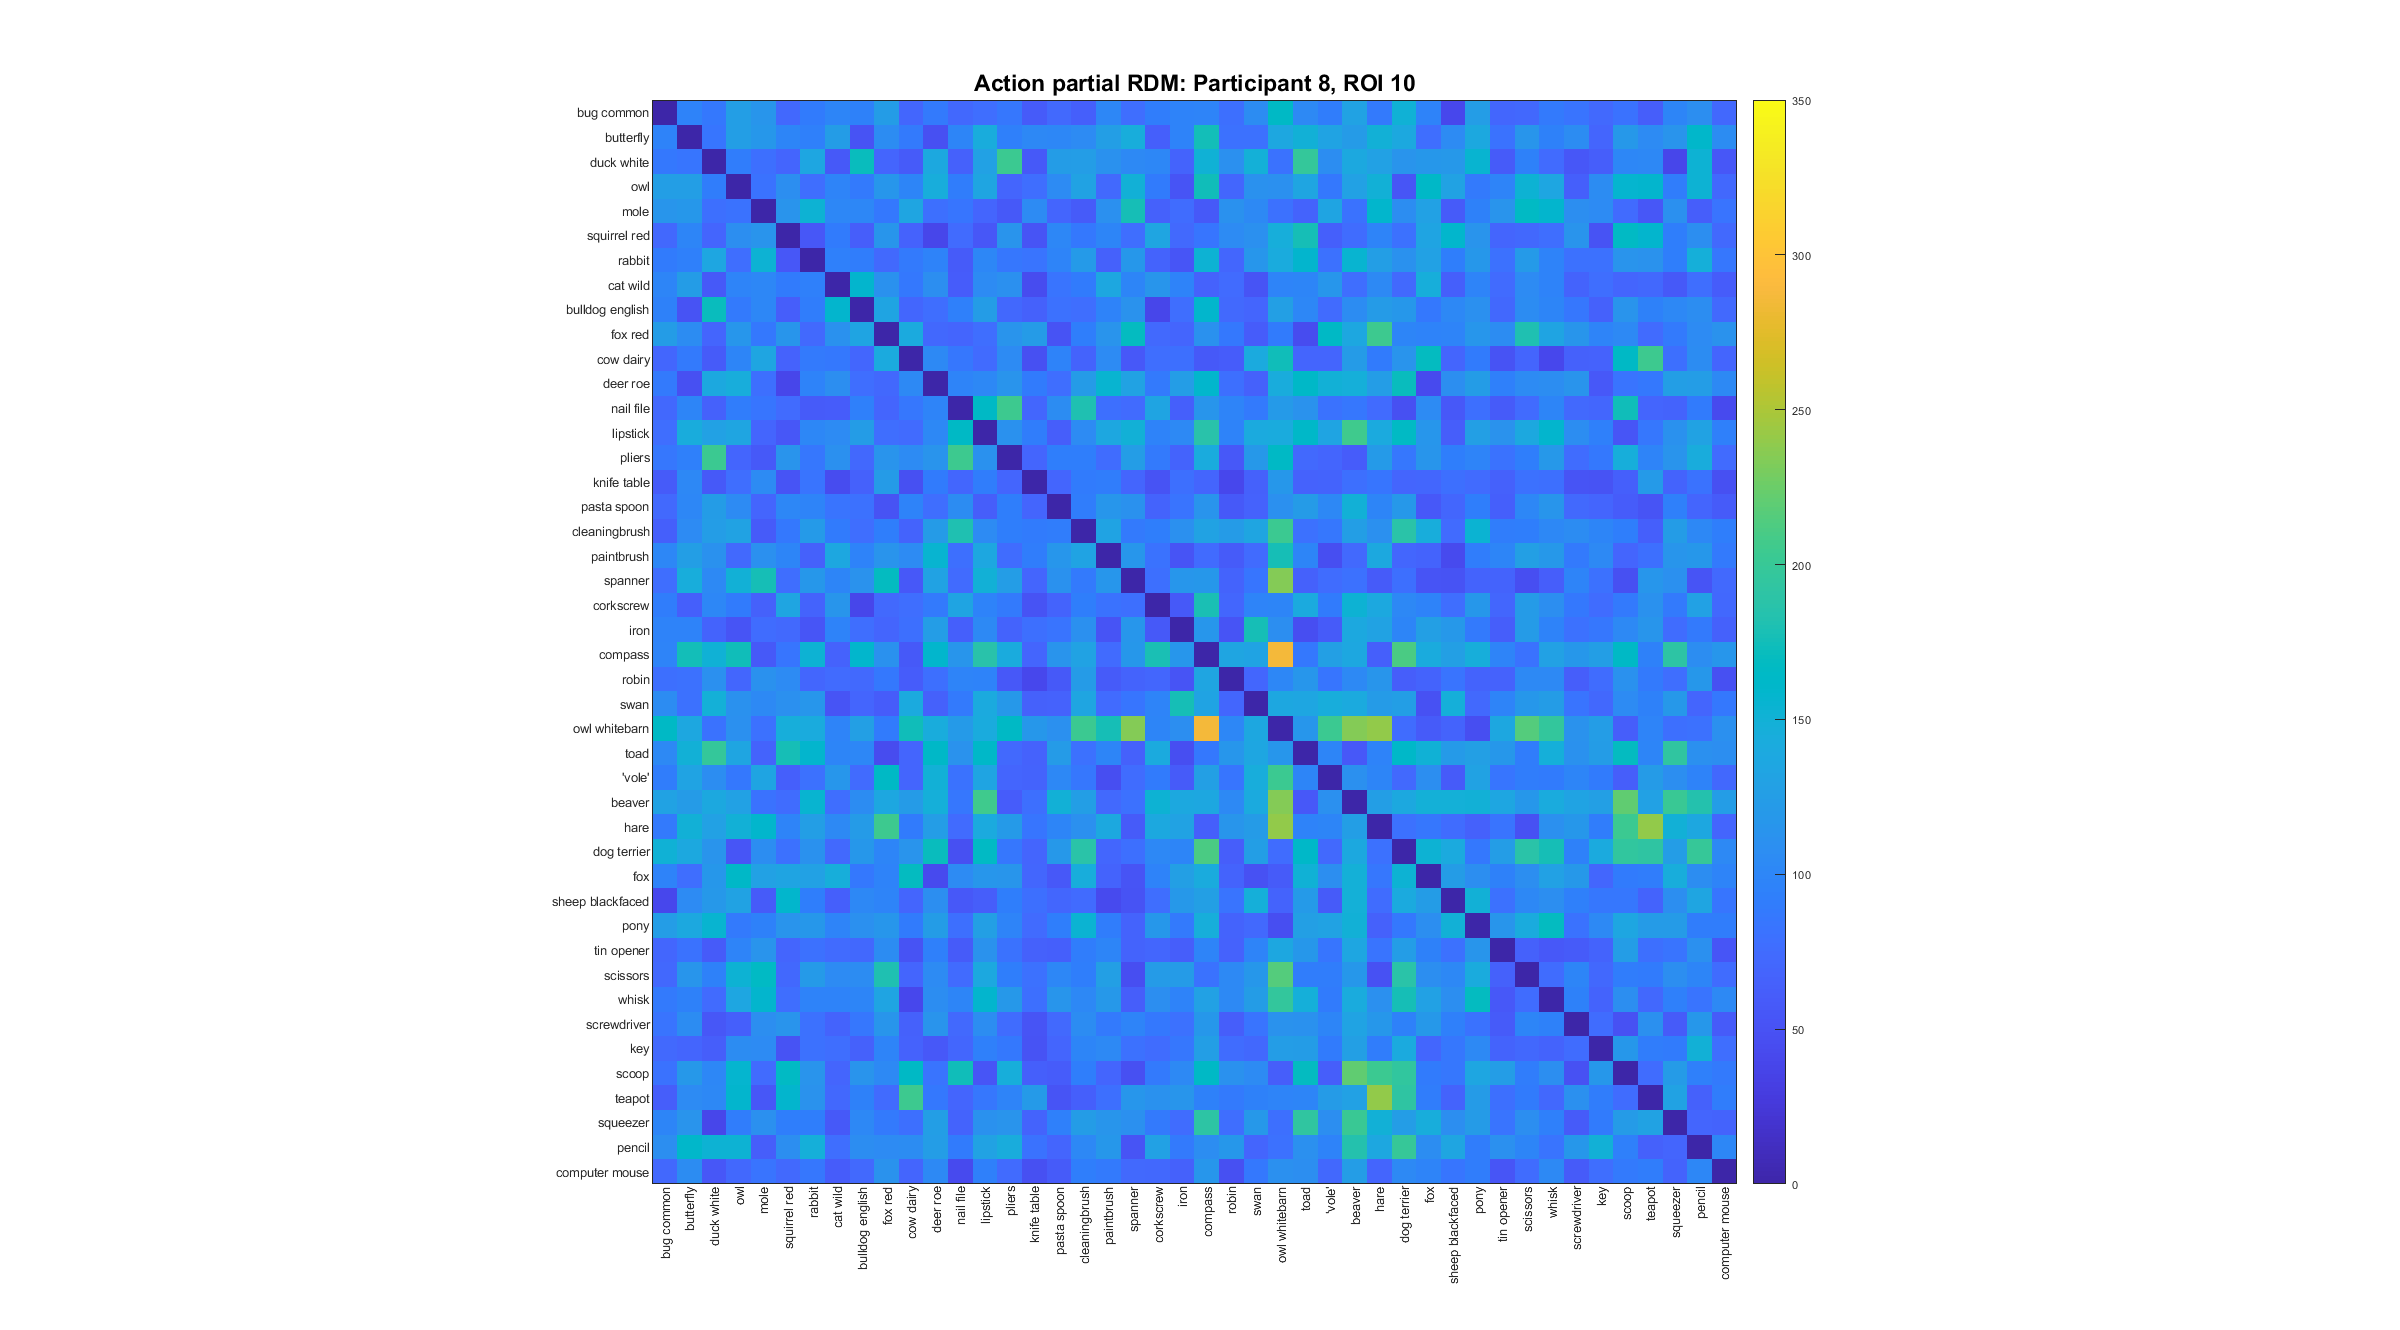 Action partial RDM: Participant 8, ROI 10
bug common
butterfly
duck white
owl
mole
squirrel red
rabbit
cat wild
bulldog english
fox red
cow dairy
deer roe
nail file
lipstick
pliers
knife table
pasta spoon
cleaningbrush
paintbrush
spanner
corkscrew
iron
compass
robin
swan
owl whitebarn
toad
'vole'
beaver
hare
dog terrier
fox
sheep blackfaced
pony
tin opener
scissors
whisk
screwdriver
key
scoop
teapot
squeezer
pencil
computer mouse
bug common
butterfly
duck white
owl
mole
squirrel red
rabbit
cat wild
bulldog english
fox red
cow dairy
deer roe
nail file
lipstick
pliers
knife table
pasta spoon
cleaningbrush
paintbrush
spanner
corkscrew
iron
compass
robin
swan
owl whitebarn
toad
'vole'
beaver
hare
dog terrier
fox
sheep blackfaced
pony
tin opener
scissors
whisk
screwdriver
key
scoop
teapot
squeezer
pencil
computer mouse
350
300
250
200
150
100
50
0